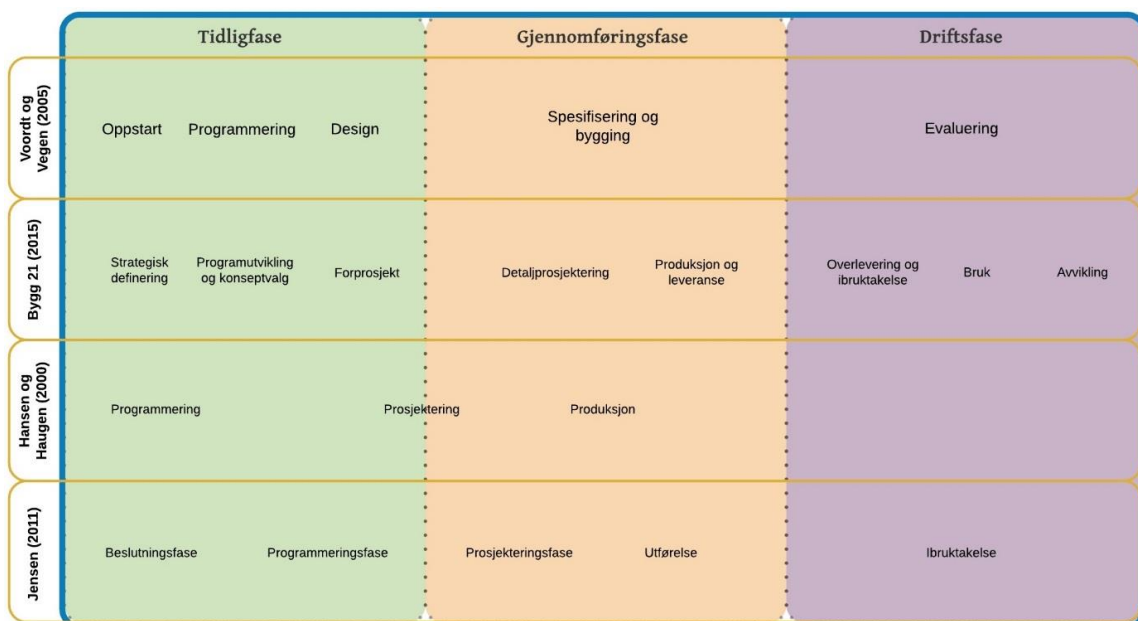 Tidligfase
Gjennomføringsfase
Driftsfase
Voordt og
Vegen (2005)
Oppstart
Programmering
Design
Spesifisering og
bygging
Evaluering
Bygg 21 (2015)
Strategisk
definering
Programutvikling
og konseptvalg
Forprosjekt
Detaljprosjektering
Produksjon og
leveranse
Overlevering og
ibruktakelse
Bruk
Avvikling
Hansen og
Haugen (2000)
Programmering
Prosjektering
Produksjon
Jensen (2011)
Beslutningsfase
Programmeringsfase
Prosjekteringsfase
Utførelse
Ibruktakelse